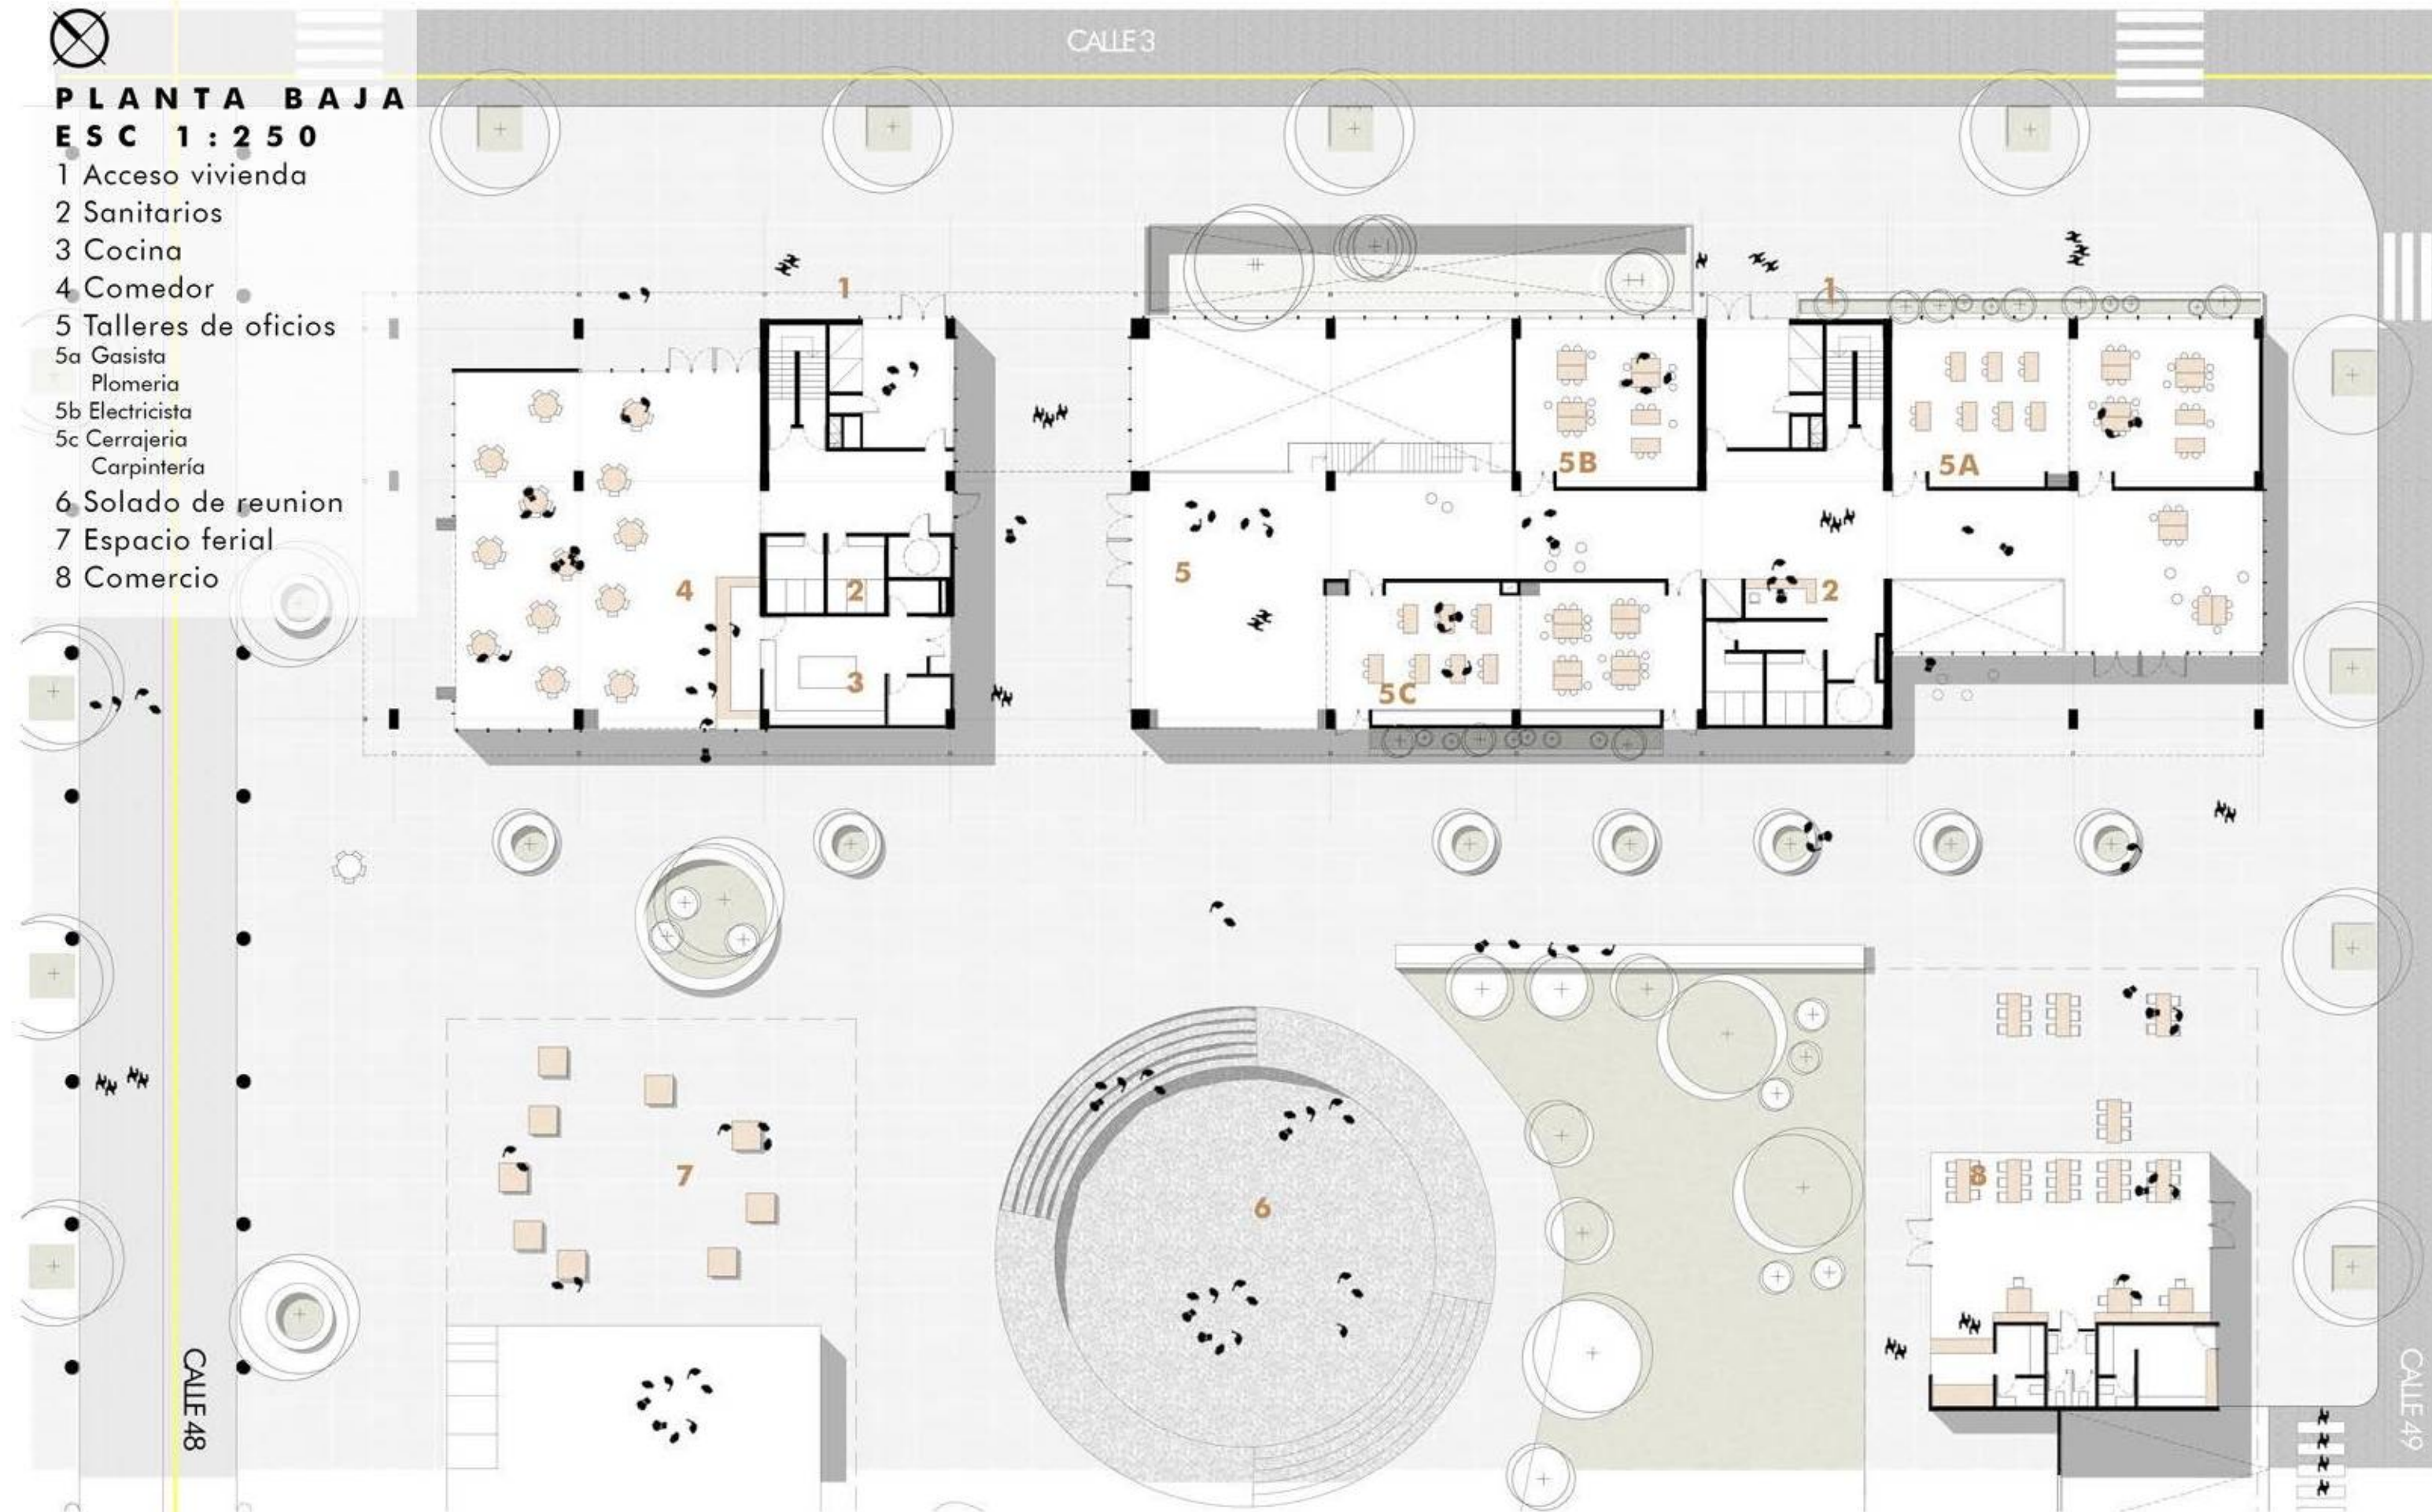 CALLE 3
PLANTA BAJA
ESC 1:250
1 Acceso vivienda
2 Sanitarios
3 Cocina
4 Comedor
5 Talleres de oficios
5a Gasista
Plomeria
5b Electricista
5c Cerrajeria
Carpintería
6 Solado de reunion
7 Espacio ferial
8 Comercio
1
1
5B
5A
5
4
2
2
3
5C
7
6
8
CALLE 48
CALLE 49